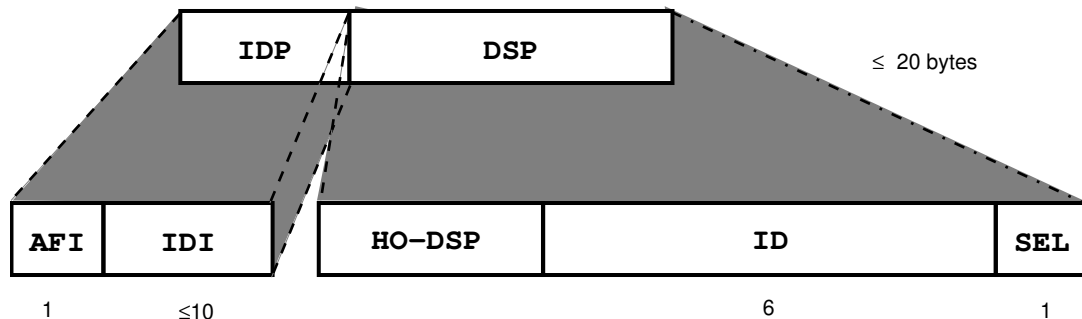 IDP DSP
≤ 20 bytes
AFI IDI HO–DSP ID SEL
1 ≤10 6 1